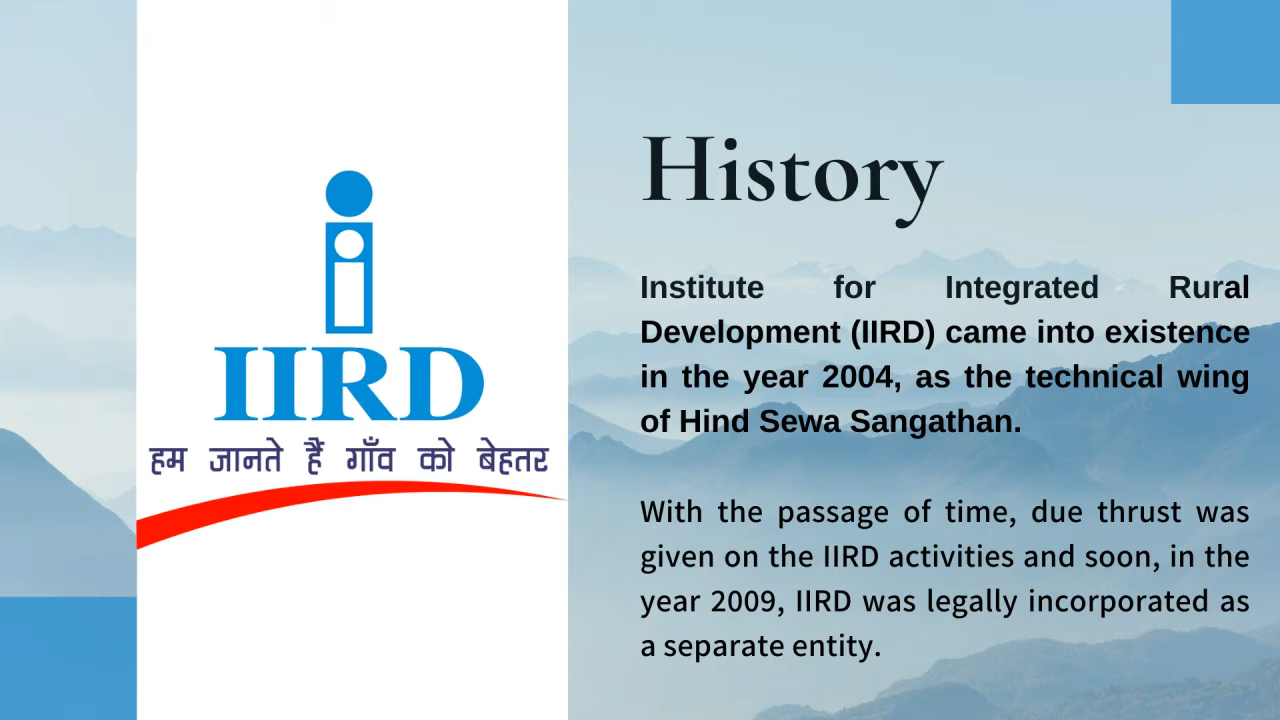 IIRD
हम जानते हैं गाँव को बेहतर
History
Institute for Integrated Rural
Development (IIRD) came into existence
in the year 2004, as the technical wing
of Hind Sewa Sangathan.
With the passage of time, due thrust was
given on the IIRD activities and soon, in the
year 2009, IIRD was legally incorporated as
a separate entity.